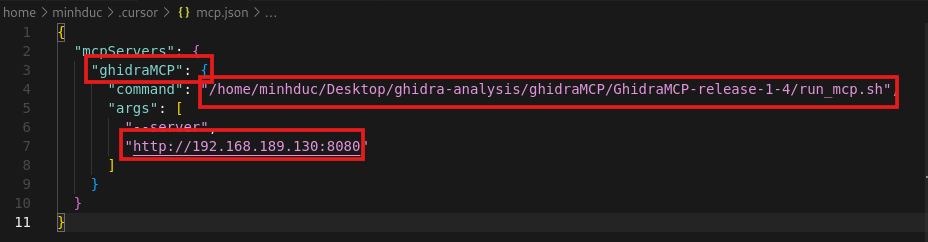 home > minhduc > .cursor > {} mcp.json > ...
1 {
2 "mcpServers": {
3 "ghidraMCP": {
4 "command": "/home/minhduc/Desktop/ghidra-analysis/ghidraMCP/GhidraMCP-release-1-4/run_mcp.sh",
5 "args": [
6 "--server",
7 "http://192.168.189.130:8080"
8 ]
9 }
10 }
11 }